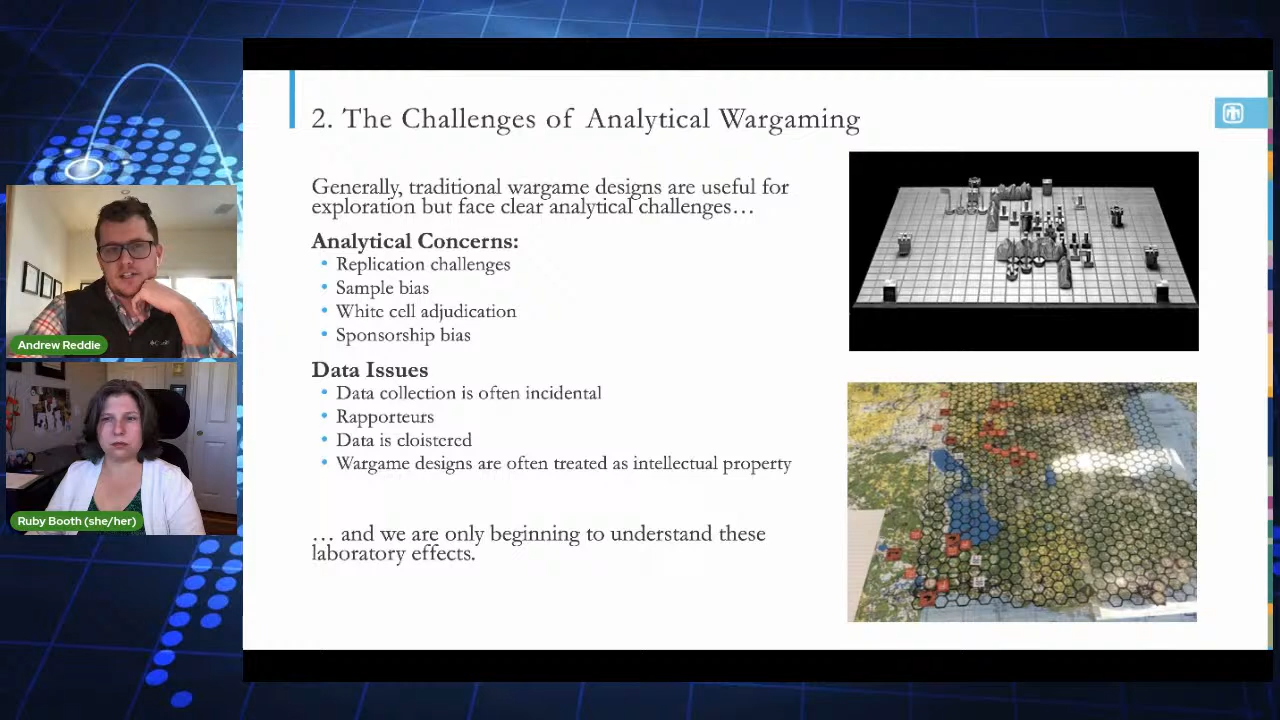 2. The Challenges of Analytical Wargaming
Generally, traditional wargame designs are useful for
exploration but face clear analytical challenges…
Analytical Concerns:
• Replication challenges
• Sample bias
• White cell adjudication
• Sponsorship bias
Data Issues
• Data collection is often incidental
• Rapporteurs
• Data is cloistered
• Wargame designs are often treated as intellectual property
… and we are only beginning to understand these
laboratory effects.
Andrew Reddie
Ruby Booth (she/her)